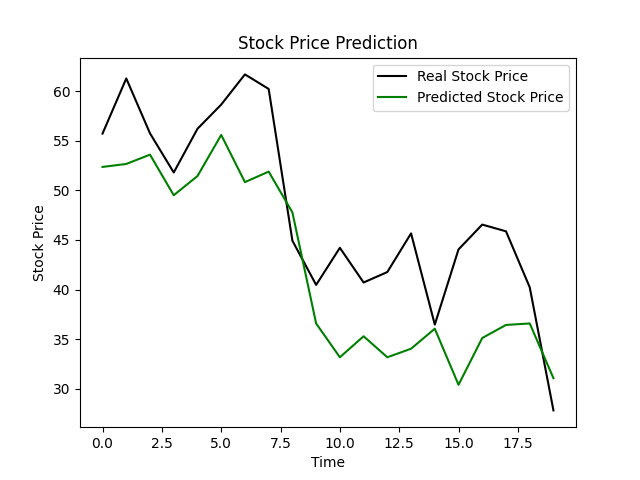 Stock Price Prediction
Real Stock Price
Predicted Stock Price
Stock Price
60
55
50
45
40
35
30
0.0 2.5 5.0 7.5 10.0 12.5 15.0 17.5
Time